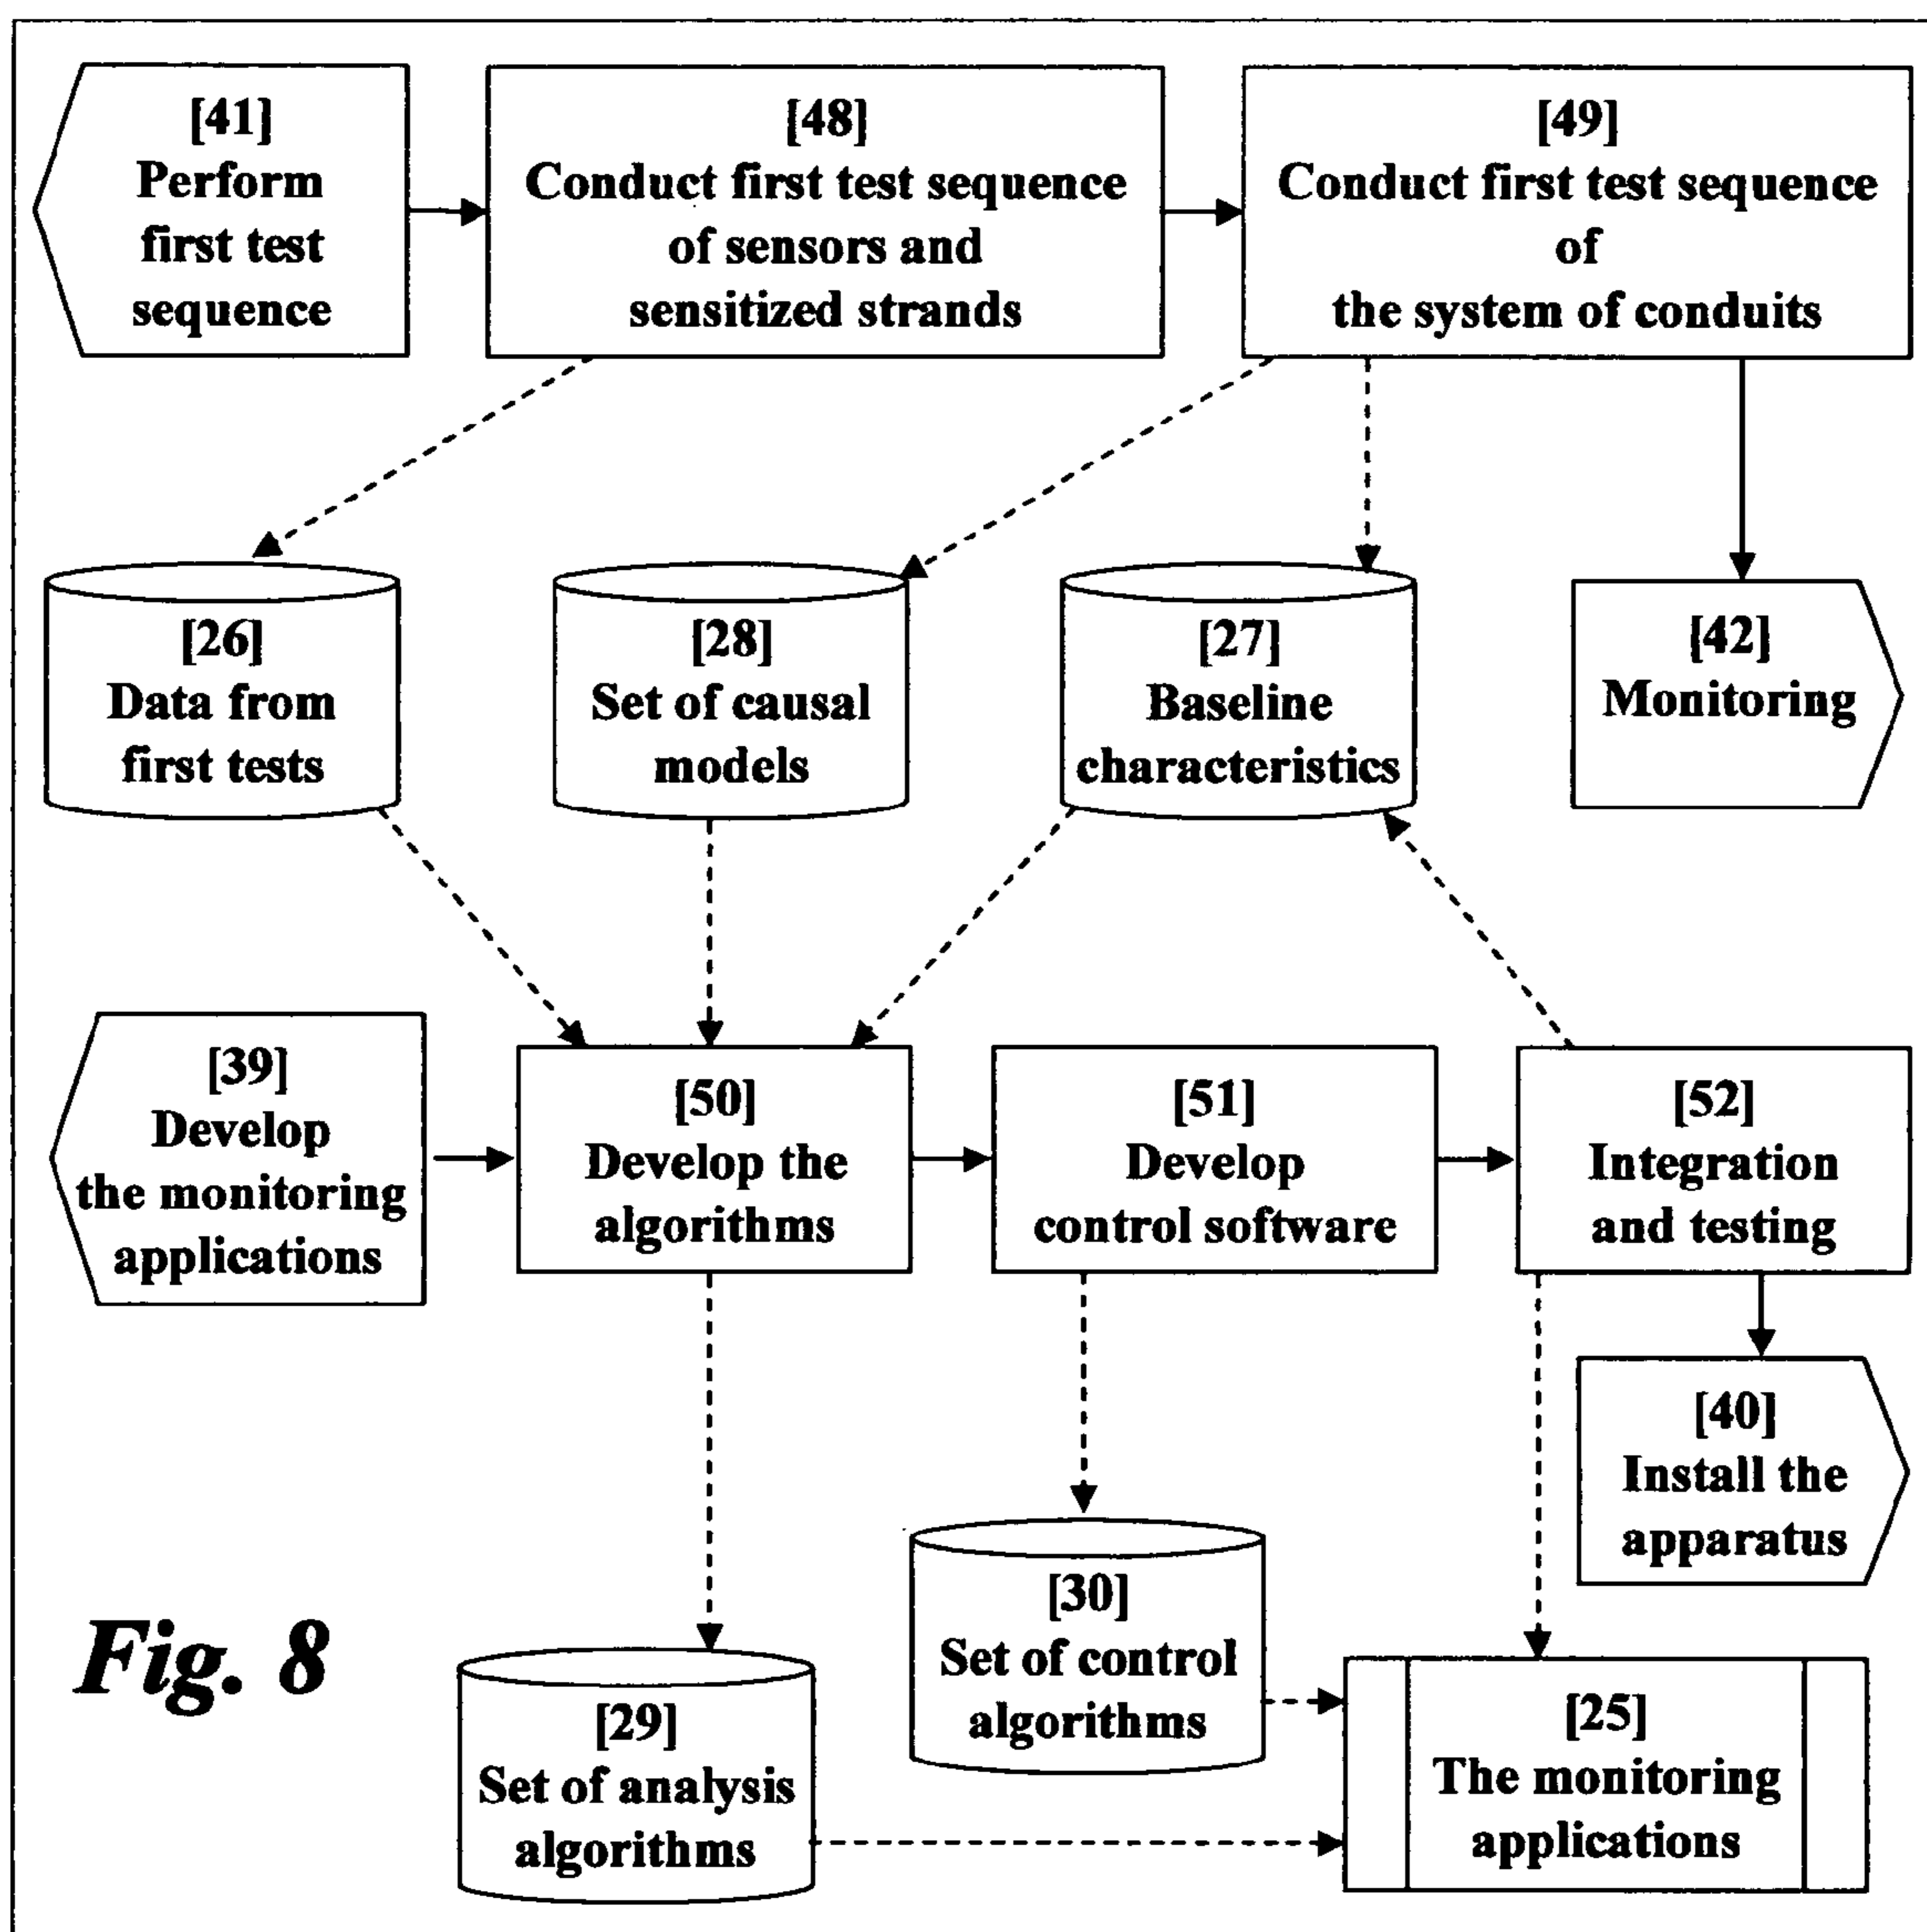 [41]
Perform
first test
sequence
[48]
Conduct first test sequence
of sensors and
sensitized strands
[49]
Conduct first test sequence
of
the system of conduits
[26]
Data from
first tests
[28]
Set of causal
models
[27]
Baseline
characteristics
[42]
Monitoring
[39]
Develop
the monitoring
applications
[50]
Develop the
algorithms
[51]
Develop
control software
[52]
Integration
and testing
[40]
Install the
apparatus
[30]
Set of control
algorithms
[29]
Set of analysis
algorithms
[25]
The monitoring
applications
Fig. 8